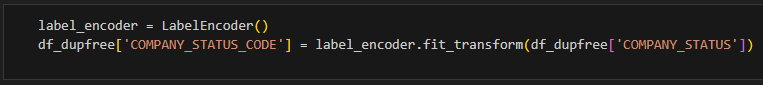 label_encoder = LabelEncoder()
df_dupfree['COMPANY_STATUS_CODE'] = label_encoder.fit_transform(df_dupfree['COMPANY_STATUS'])